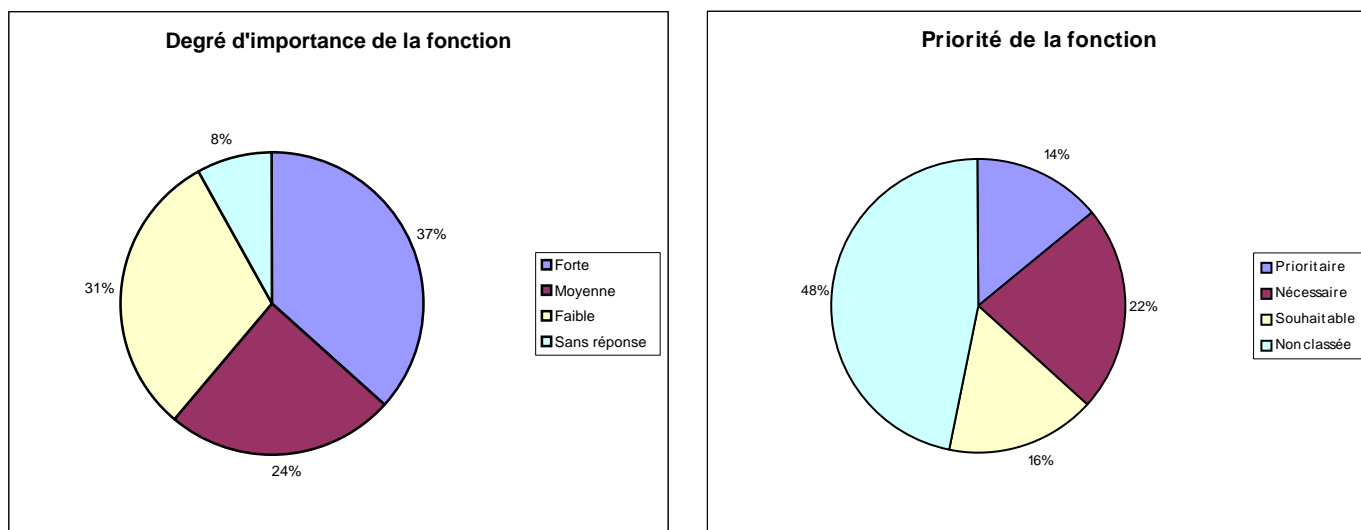 Degré d'importance de la fonction
8%
37%
31%
24%
Forte
Moyenne
Faible
Sans réponse
Priorité de la fonction
14%
48%
22%
16%
Prioritaire
Nécessaire
Souhaitable
Non classée